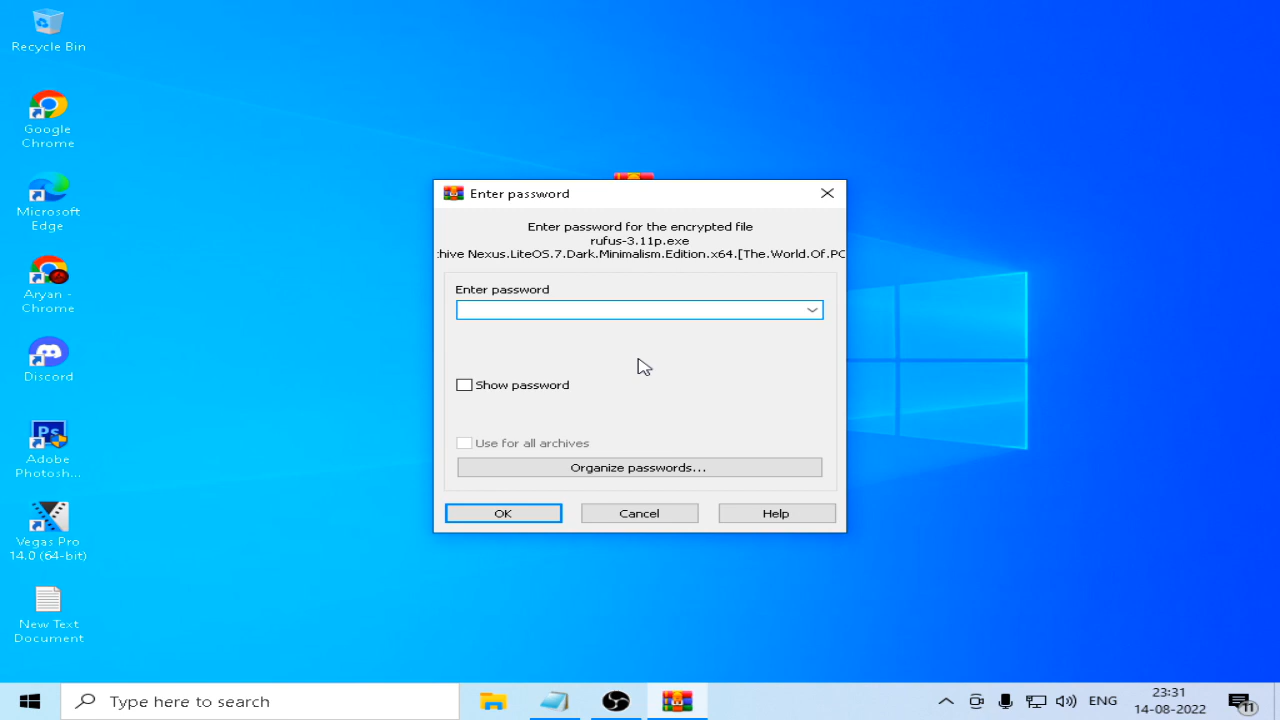 Recycle Bin
Google
Chrome
Microsoft
Edge
Aryan -
Chrome
Discord
Ps
Adobe
Photosh...
Vegas Pro
14.0 (64-bit)
New Text
Document
Enter password
Enter password for the encrypted file
rufus-3.11p.exe
:hive Nexus.LiteOS.7.Dark.Minimalism.Edition.x64.[The.World.Of.PC
Enter password
Show password
Use for all archives
Organize passwords...
OK
Cancel
Help
Type here to search
ENG
23:31
14-08-2022
11